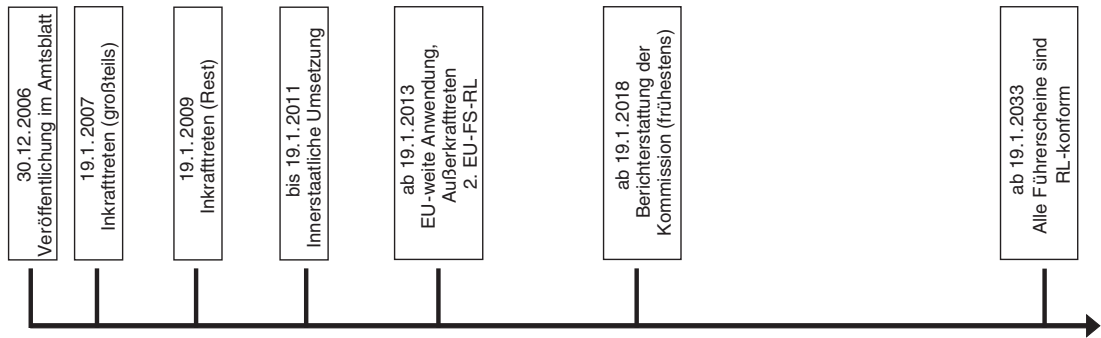 30.12.2006
Veröffentlichung im Amtsblatt
19.1.2007
Inkrafttreten (großteils)
19.1.2009
Inkrafttreten (Rest)
bis 19.1.2011
Innerstaatliche Umsetzung
ab 19.1.2013
EU-weite Anwendung,
Außerkrafttreten
2. EU-FS-RL
ab 19.1.2018
Berichterstattung der
Kommission (frühestens)
ab 19.1.2033
Alle Führerscheine sind
RL-konform